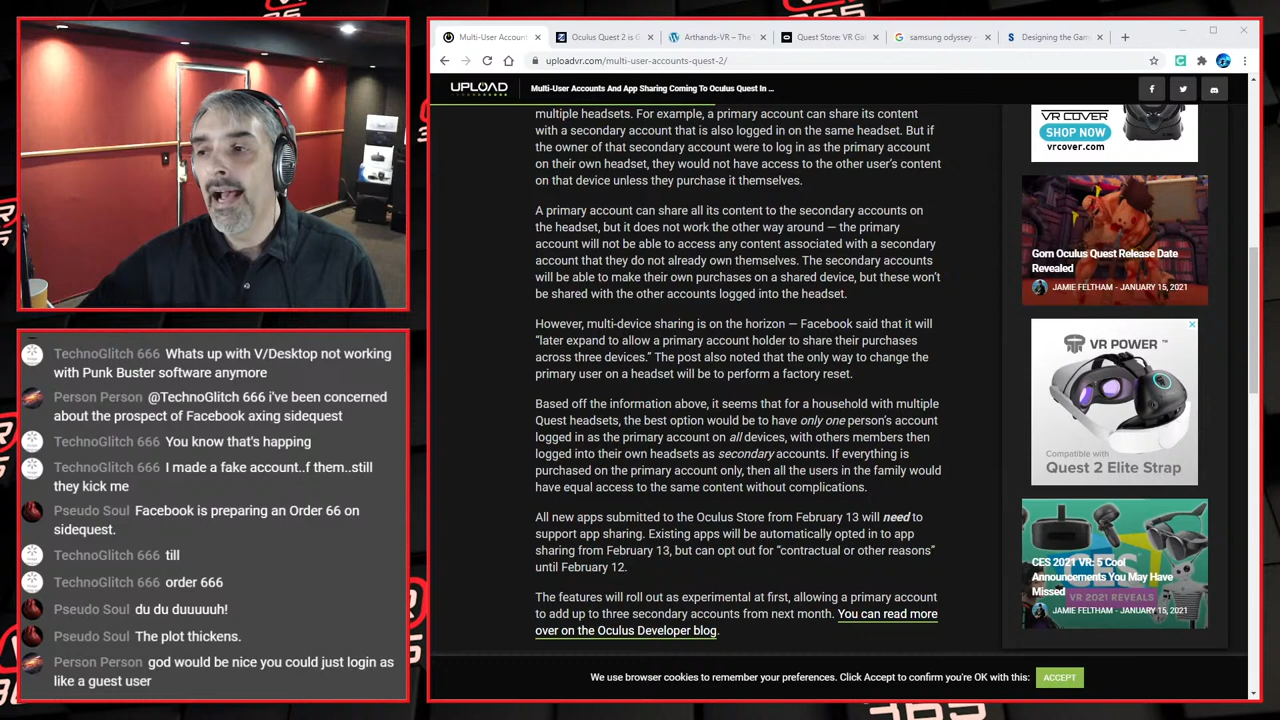 TechnoGlitch 666 Whats up with V/Desktop not working
with Punk Buster software anymore
Person Person @TechnoGlitch 666 i've been concerned
about the prospect of Facebook axing sidequest
TechnoGlitch 666 You know that's happing
TechnoGlitch 666 I made a fake account..f them..still
they kick me
Pseudo Soul Facebook is preparing an Order 66 on
sidequest.
TechnoGlitch 666 till
TechnoGlitch 666 order 666
Pseudo Soul du du duuuuuh!
Pseudo Soul The plot thickens.
Person Person god would be nice you could just login as
like a guest user
Multi-User Account
Oculus Quest 2 is G
Arthands-VR – The
Quest Store: VR Ga
samsung odyssey -
Designing the Gam
uploadvr.com/multi-user-accounts-quest-2/
UPLOAD
Multi-User Accounts And App Sharing Coming To Oculus Quest In ...
multiple headsets. For example, a primary account can share its content
with a secondary account that is also logged in on the same headset. But if
the owner of that secondary account were to log in as the primary account
on their own headset, they would not have access to the other user's content
on that device unless they purchase it themselves.
A primary account can share all its content to the secondary accounts on
the headset, but it does not work the other way around — the primary
account will not be able to access any content associated with a secondary
account that they do not already own themselves. The secondary accounts
will be able to make their own purchases on a shared device, but these won't
be shared with the other accounts logged into the headset.
However, multi-device sharing is on the horizon — Facebook said that it will
“later expand to allow a primary account holder to share their purchases
across three devices.” The post also noted that the only way to change the
primary user on a headset will be to perform a factory reset.
Based off the information above, it seems that for a household with multiple
Quest headsets, the best option would be to have only one person's account
logged in as the primary account on all devices, with others members then
logged into their own headsets as secondary accounts. If everything is
purchased on the primary account only, then all the users in the family would
have equal access to the same content without complications.
All new apps submitted to the Oculus Store from February 13 will need to
support app sharing. Existing apps will be automatically opted in to app
sharing from February 13, but can opt out for “contractual or other reasons”
until February 12.
The features will roll out as experimental at first, allowing a primary account
to add up to three secondary accounts from next month. You can read more
over on the Oculus Developer blog.
VR COVER
SHOP NOW
vrcover.com
Gorn Oculus Quest Release Date
Revealed
JAMIE FELTHAM - JANUARY 15, 2021
VR POWER™
Compatible with
Quest 2 Elite Strap
CES 2021 VR: 5 Cool
Announcements You May Have
Missed
VR 2021 REVEALS
JAMIE FELTHAM - JANUARY 15, 2021
We use browser cookies to remember your preferences. Click Accept to confirm you're OK with this:
ACCEPT
365